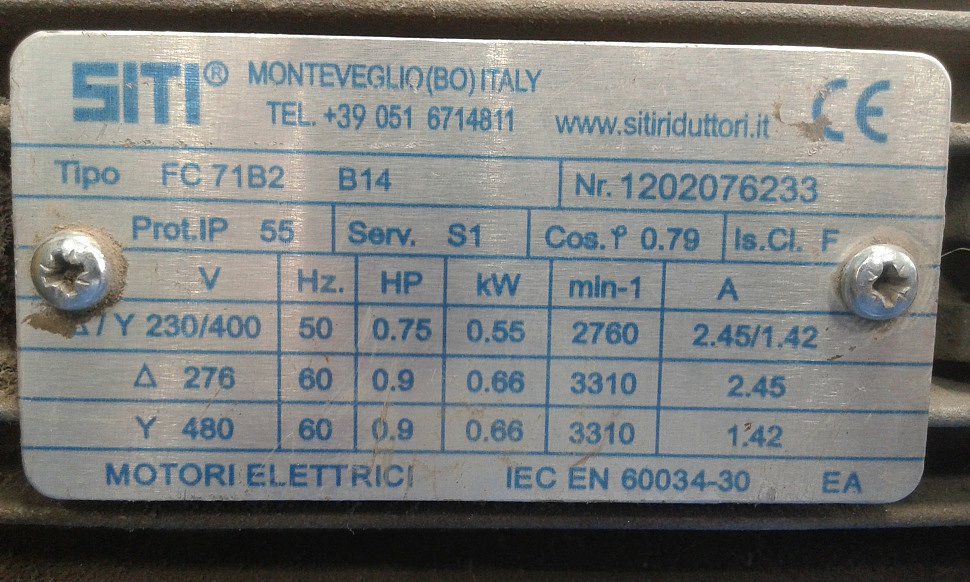 SITI® MONTEVEGLIO(BO)ITALY
TEL. +39 051 6714811 www.sitiriduttori.it CE
Tipo FC 71B2 B14 Nr. 1202076233
Prot.IP 55 Serv. S1 Cos.φ 0.79 Is.Cl. F
V Hz. HP kW min-1 A
Δ/Y 230/400 50 0.75 0.55 2760 2.45/1.42
Δ 276 60 0.9 0.66 3310 2.45
Y 480 60 0.9 0.66 3310 1.42
MOTORI ELETTRICI IEC EN 60034-30 EA